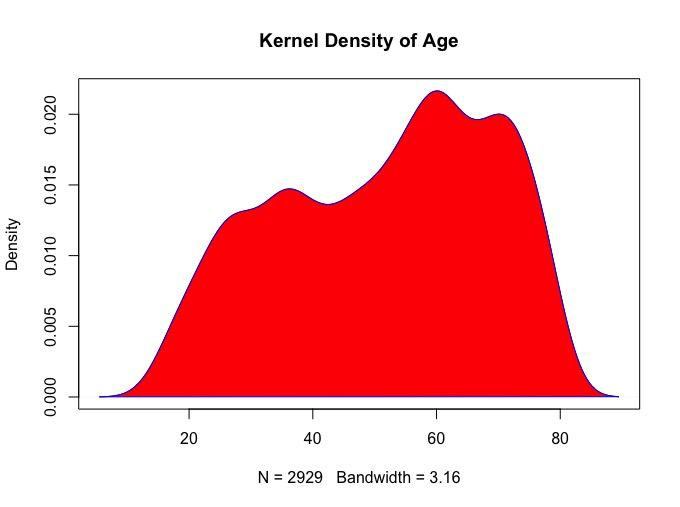 Kernel Density of Age
Density
0.020
0.015
0.010
0.005
0.000
20 40 60 80
N = 2929 Bandwidth = 3.16